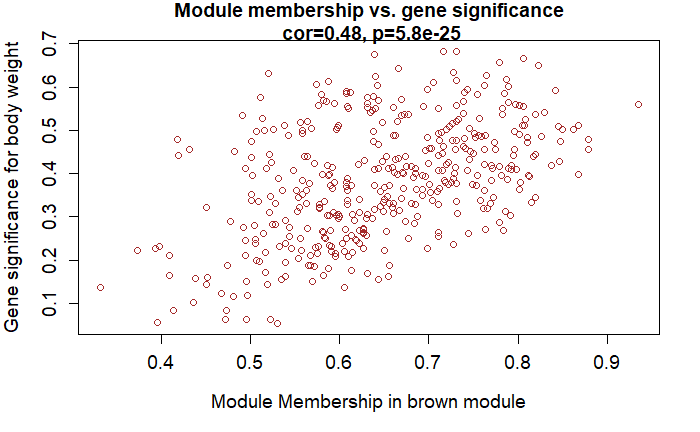 Module membership vs. gene significance
cor=0.48, p=5.8e-25
Gene significance for body weight
0.7
0.6
0.5
0.4
0.3
0.2
0.1
0.4 0.5 0.6 0.7 0.8 0.9
Module Membership in brown module